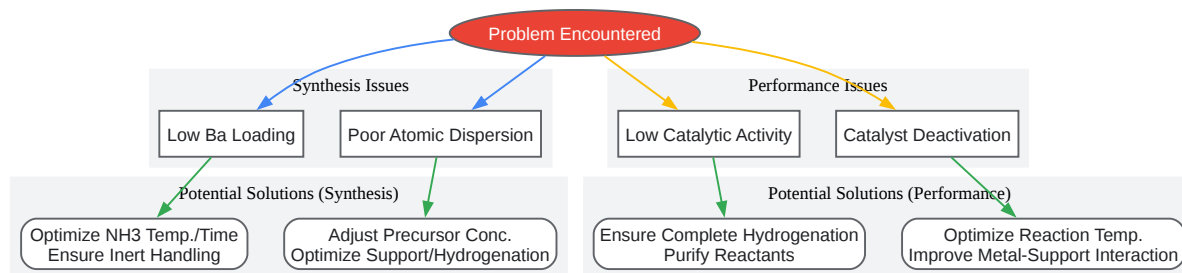 Problem Encountered
Synthesis Issues
Performance Issues
Low Ba Loading
Poor Atomic Dispersion
Low Catalytic Activity
Catalyst Deactivation
Potential Solutions (Synthesis)
Potential Solutions (Performance)
Optimize NH3 Temp./Time
Ensure Inert Handling
Adjust Precursor Conc.
Optimize Support/Hydrogenation
Ensure Complete Hydrogenation
Purify Reactants
Optimize Reaction Temp.
Improve Metal-Support Interaction